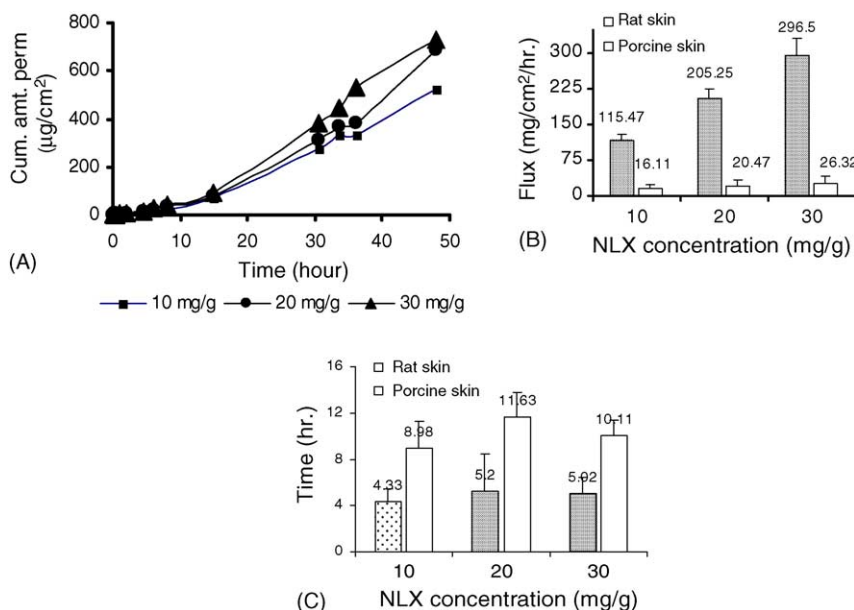 800
600
400
200
0
Cum. amt. perm
(μg/cm2)
0 10 20 30 40 50
Time (hour)
(A)
10 mg/g 20 mg/g 30 mg/g
Rat skin
Porcine skin
300
225
150
75
0
Flux (mg/cm²/hr.)
115.47
16.11
205.25
20.47
296.5
26.32
10 20 30
NLX concentration (mg/g)
(B)
Rat skin
Porcine skin
16
12
8
4
0
Time (hr.)
4.33
8.98
5.2
11.63
5.02
10.11
10 20 30
NLX concentration (mg/g)
(C)